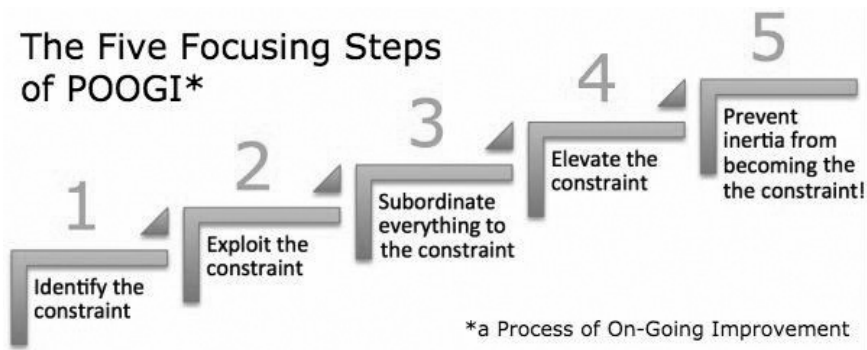 The Five Focusing Steps
of POOGI*
1
Identify the
constraint
2
Exploit the
constraint
3
Subordinate
everything to
the constraint
4
Elevate the
constraint
5
Prevent
inertia from
becoming the
the constraint!
*a Process of On-Going Improvement